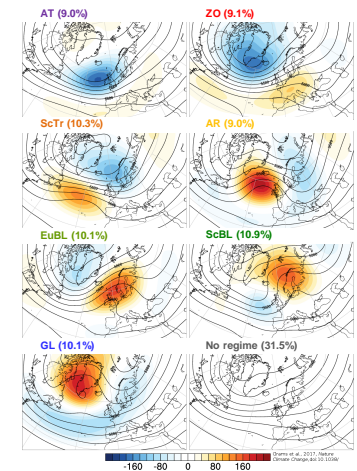 AT (9.0%)
ZO (9.1%)
ScTr (10.3%)
AR (9.0%)
EuBL (10.1%)
ScBL (10.9%)
GL (10.1%)
No regime (31.5%)
-160 -80 0 80 160
Grams et al., 2017, Nature
Climate Change, doi:10.1038/